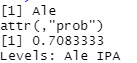 [1] Ale
attr(,"prob")
[1] 0.7083333
Levels: Ale IPA